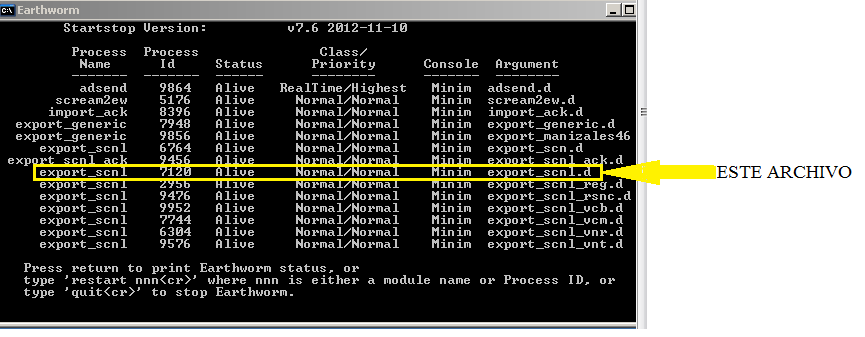 Earthworm
Startstop Version: v7.6 2012-11-10
Process Process Class/
Name Id Status Priority Console Argument
------- ------- ------ -------- ------- --------
adsend 9864 Alive RealTime/Highest Minim adsend.d
scream2ew 5176 Alive Normal/Normal Minim scream2ew.d
import_ack 8396 Alive Normal/Normal Minim import_ack.d
export_generic 7948 Alive Normal/Normal Minim export_generic.d
export_generic 9856 Alive Normal/Normal Minim export_manizales46
export_scnl 6764 Alive Normal/Normal Minim export_scn.d
export_scnl_ack 9456 Alive Normal/Normal Minim export_scnl_ack.d
export_scnl 7120 Alive Normal/Normal Minim export_scnl.d ESTE ARCHIVO
export_scnl 2956 Alive Normal/Normal Minim export_scnl_reg.d
export_scnl 9476 Alive Normal/Normal Minim export_scnl_rsnc.d
export_scnl 9952 Alive Normal/Normal Minim export_scnl_vcb.d
export_scnl 7744 Alive Normal/Normal Minim export_scnl_vcm.d
export_scnl 6304 Alive Normal/Normal Minim export_scnl_vnr.d
export_scnl 9576 Alive Normal/Normal Minim export_scnl_vnt.d
Press return to print Earthworm status, or
type 'restart nnn<cr>' where nnn is either a module name or Process ID, or
type 'quit<cr>' to stop Earthworm.